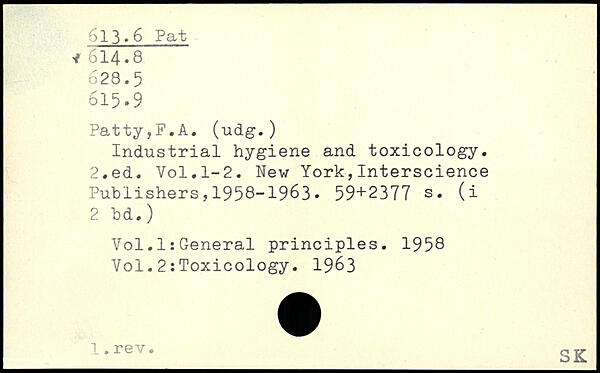 613.6 Pat
614.8
628.5
615.9
Patty,F.A. (udg.)
Industrial hygiene and toxicology.
2.ed. Vol.1-2. New York,Interscience
Publishers,1958-1963. 59+2377 s. (i
2 bd.)
Vol.1:General principles. 1958
Vol.2:Toxicology. 1963
1.rev.
SK